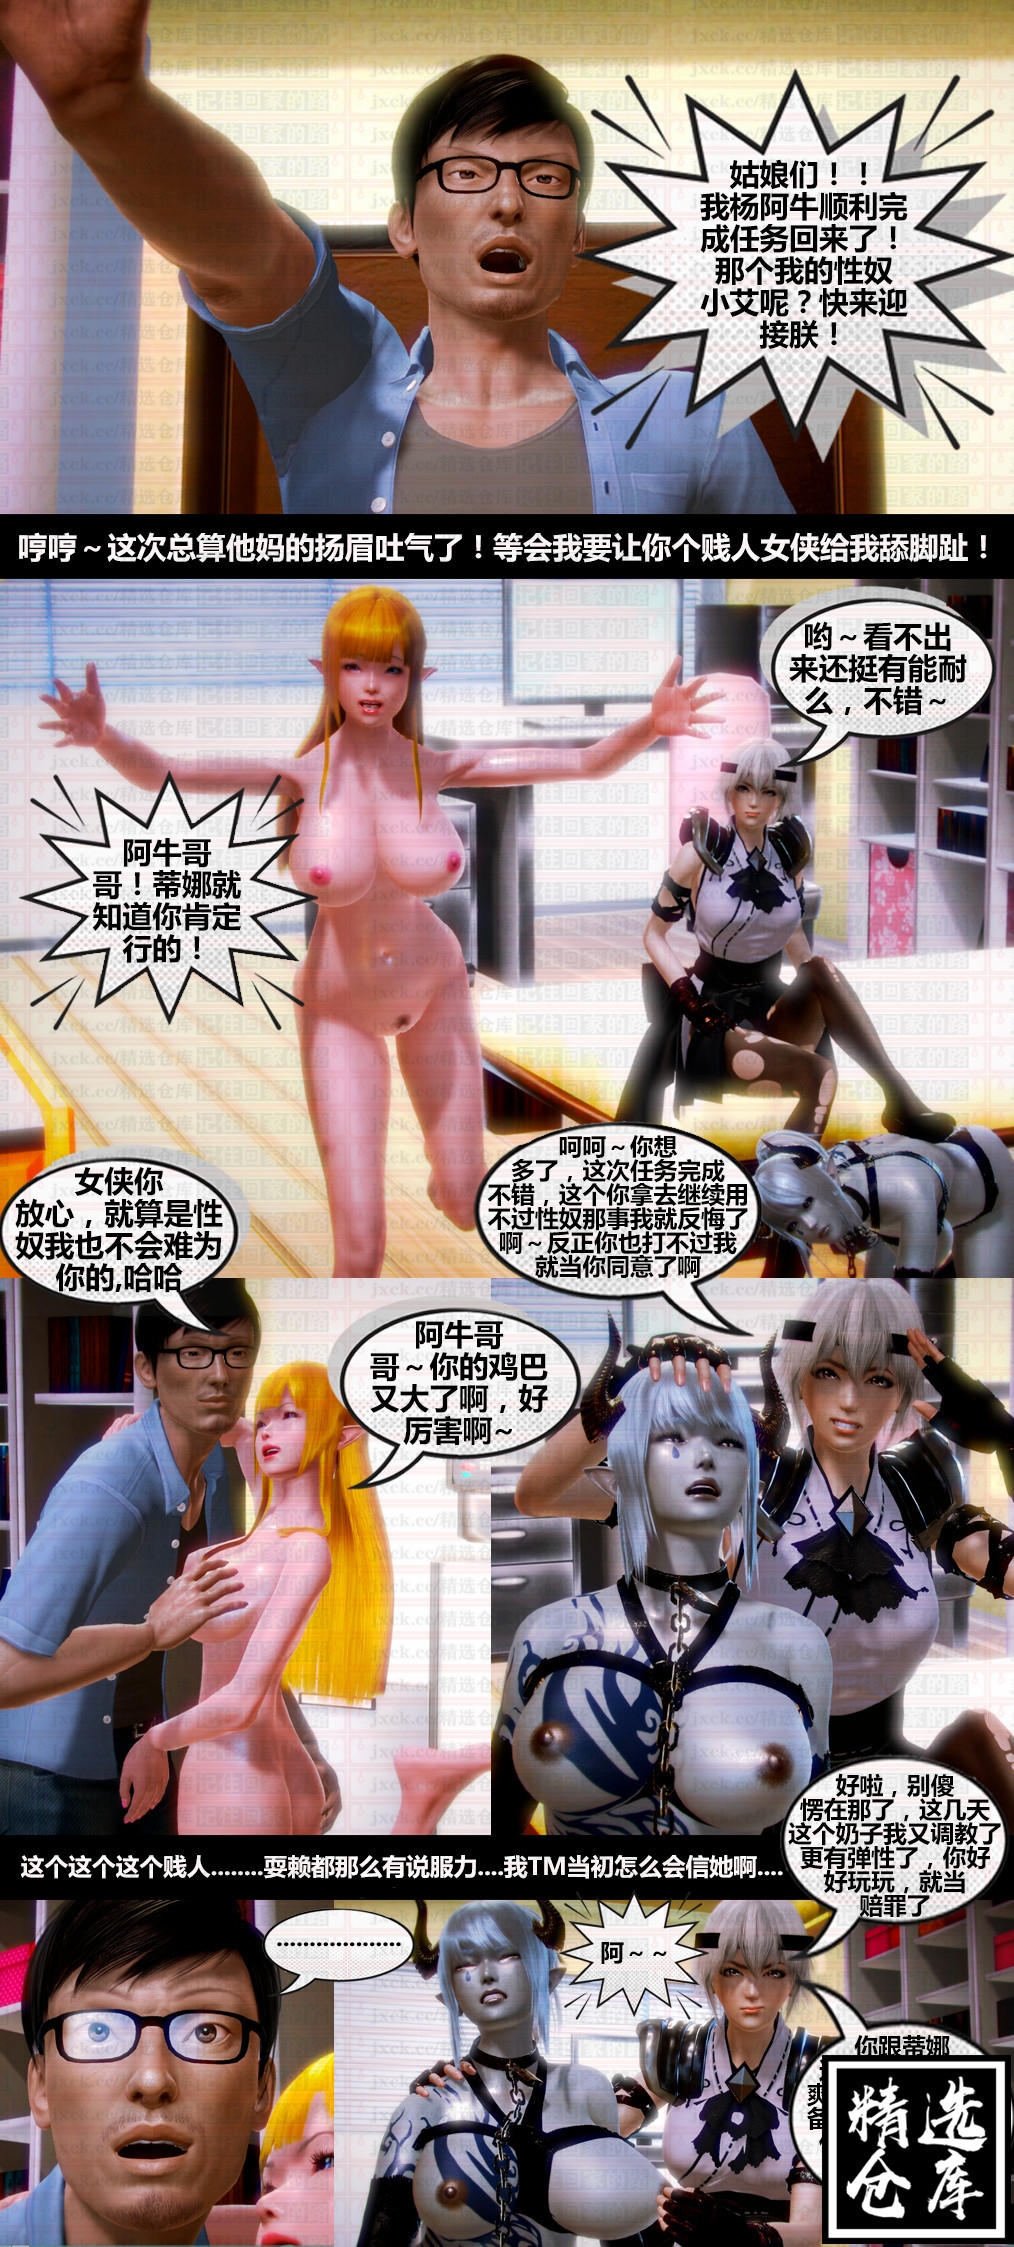 姑娘们！！
我杨阿牛顺利完
成任务回来了！
那个我的性奴
小艾呢？快来迎
接朕！
哼哼～这次总算他妈的扬眉吐气了！等会我要让你个贱人女侠给我舔脚趾！
哟～看不出
来还挺有能耐
么，不错～
阿牛哥
哥！蒂娜就
知道你肯定
行的！
女侠你
放心，就算是性
奴我也不会难为
你的,哈哈
呵呵～你想
多了，这次任务完成
不错，这个你拿去继续用
不过性奴那事我就反悔了
啊～反正你也打不过我
就当你同意了啊
阿牛哥
哥～你的鸡巴
又大了啊，好
厉害啊～
好啦，别傻
愣在那了，这几天
这个奶子我又调教了
更有弹性了，你好
好玩玩，就当
赔罪了
这个这个这个贱人........耍赖都那么有说服力....我TM当初怎么会信她啊....
...................
阿～～
你跟蒂娜
精选
仓库
jxck.cc/精选仓库 记住回家的路